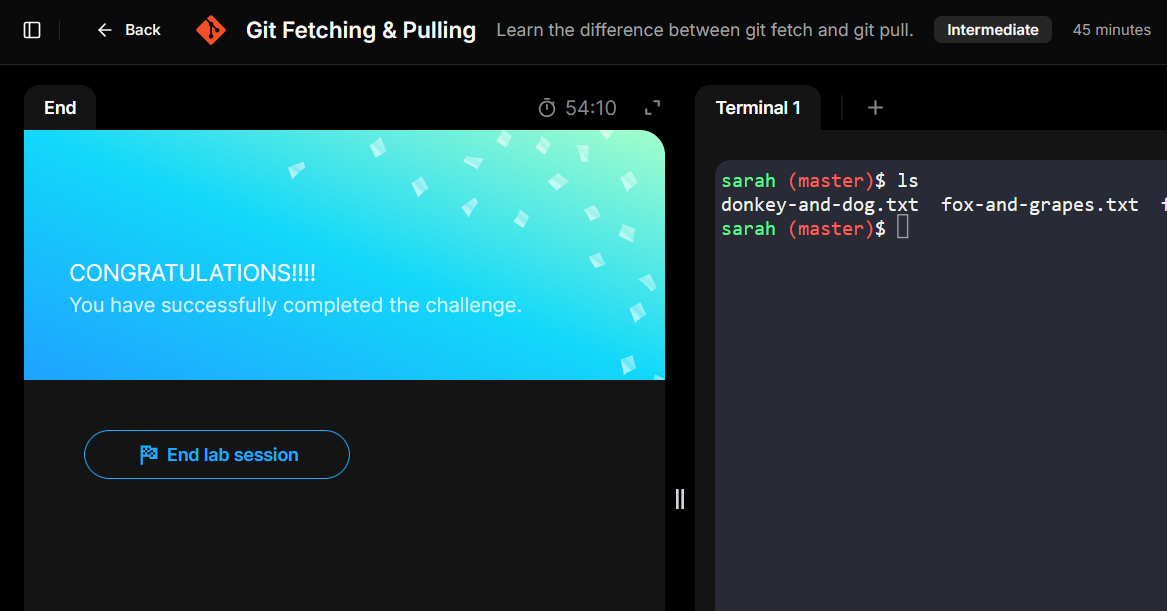 Back
Git Fetching & Pulling
Learn the difference between git fetch and git pull.
Intermediate
45 minutes
End
54:10
CONGRATULATIONS!!!!
You have successfully completed the challenge.
End lab session
Terminal 1
sarah (master)$ ls
donkey-and-dog.txt  fox-and-grapes.txt
sarah (master)$